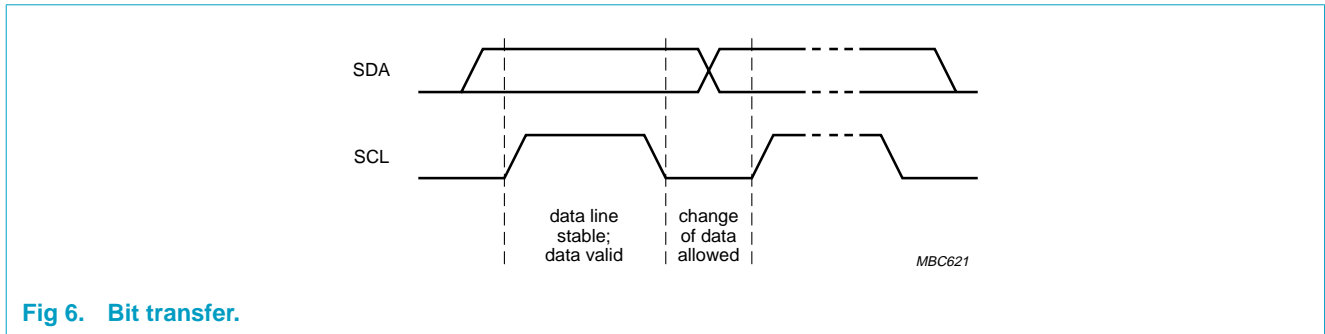 SDA
SCL
data line
stable;
data valid
change
of data
allowed
MBC621
Fig 6. Bit transfer.